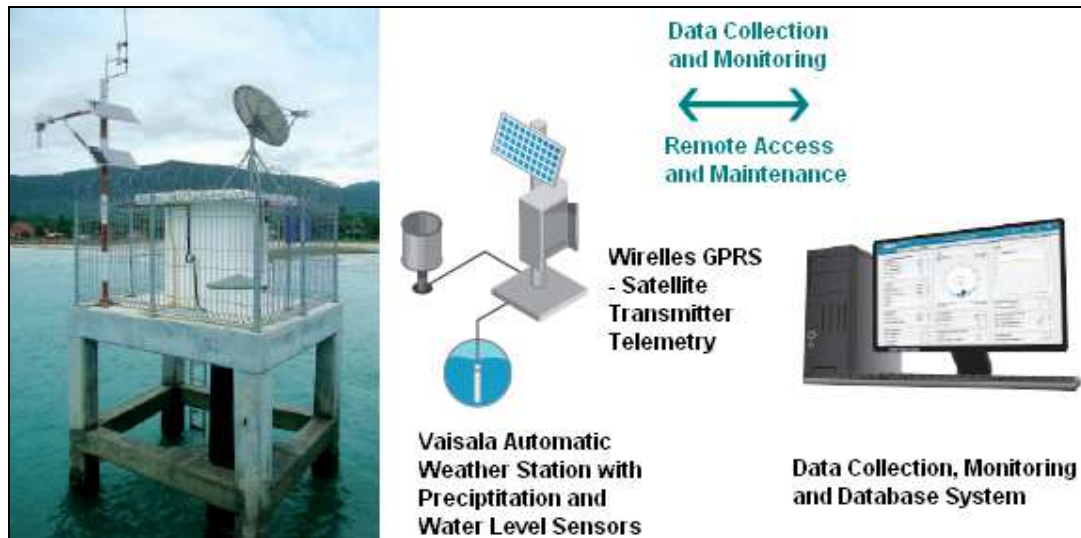 Data Collection
and Monitoring
Remote Access
and Maintenance
Wirelles GPRS
- Satellite
Transmitter
Telemetry
Vaisala Automatic
Weather Station with
Preciptitation and
Water Level Sensors
Data Collection, Monitoring
and Database System